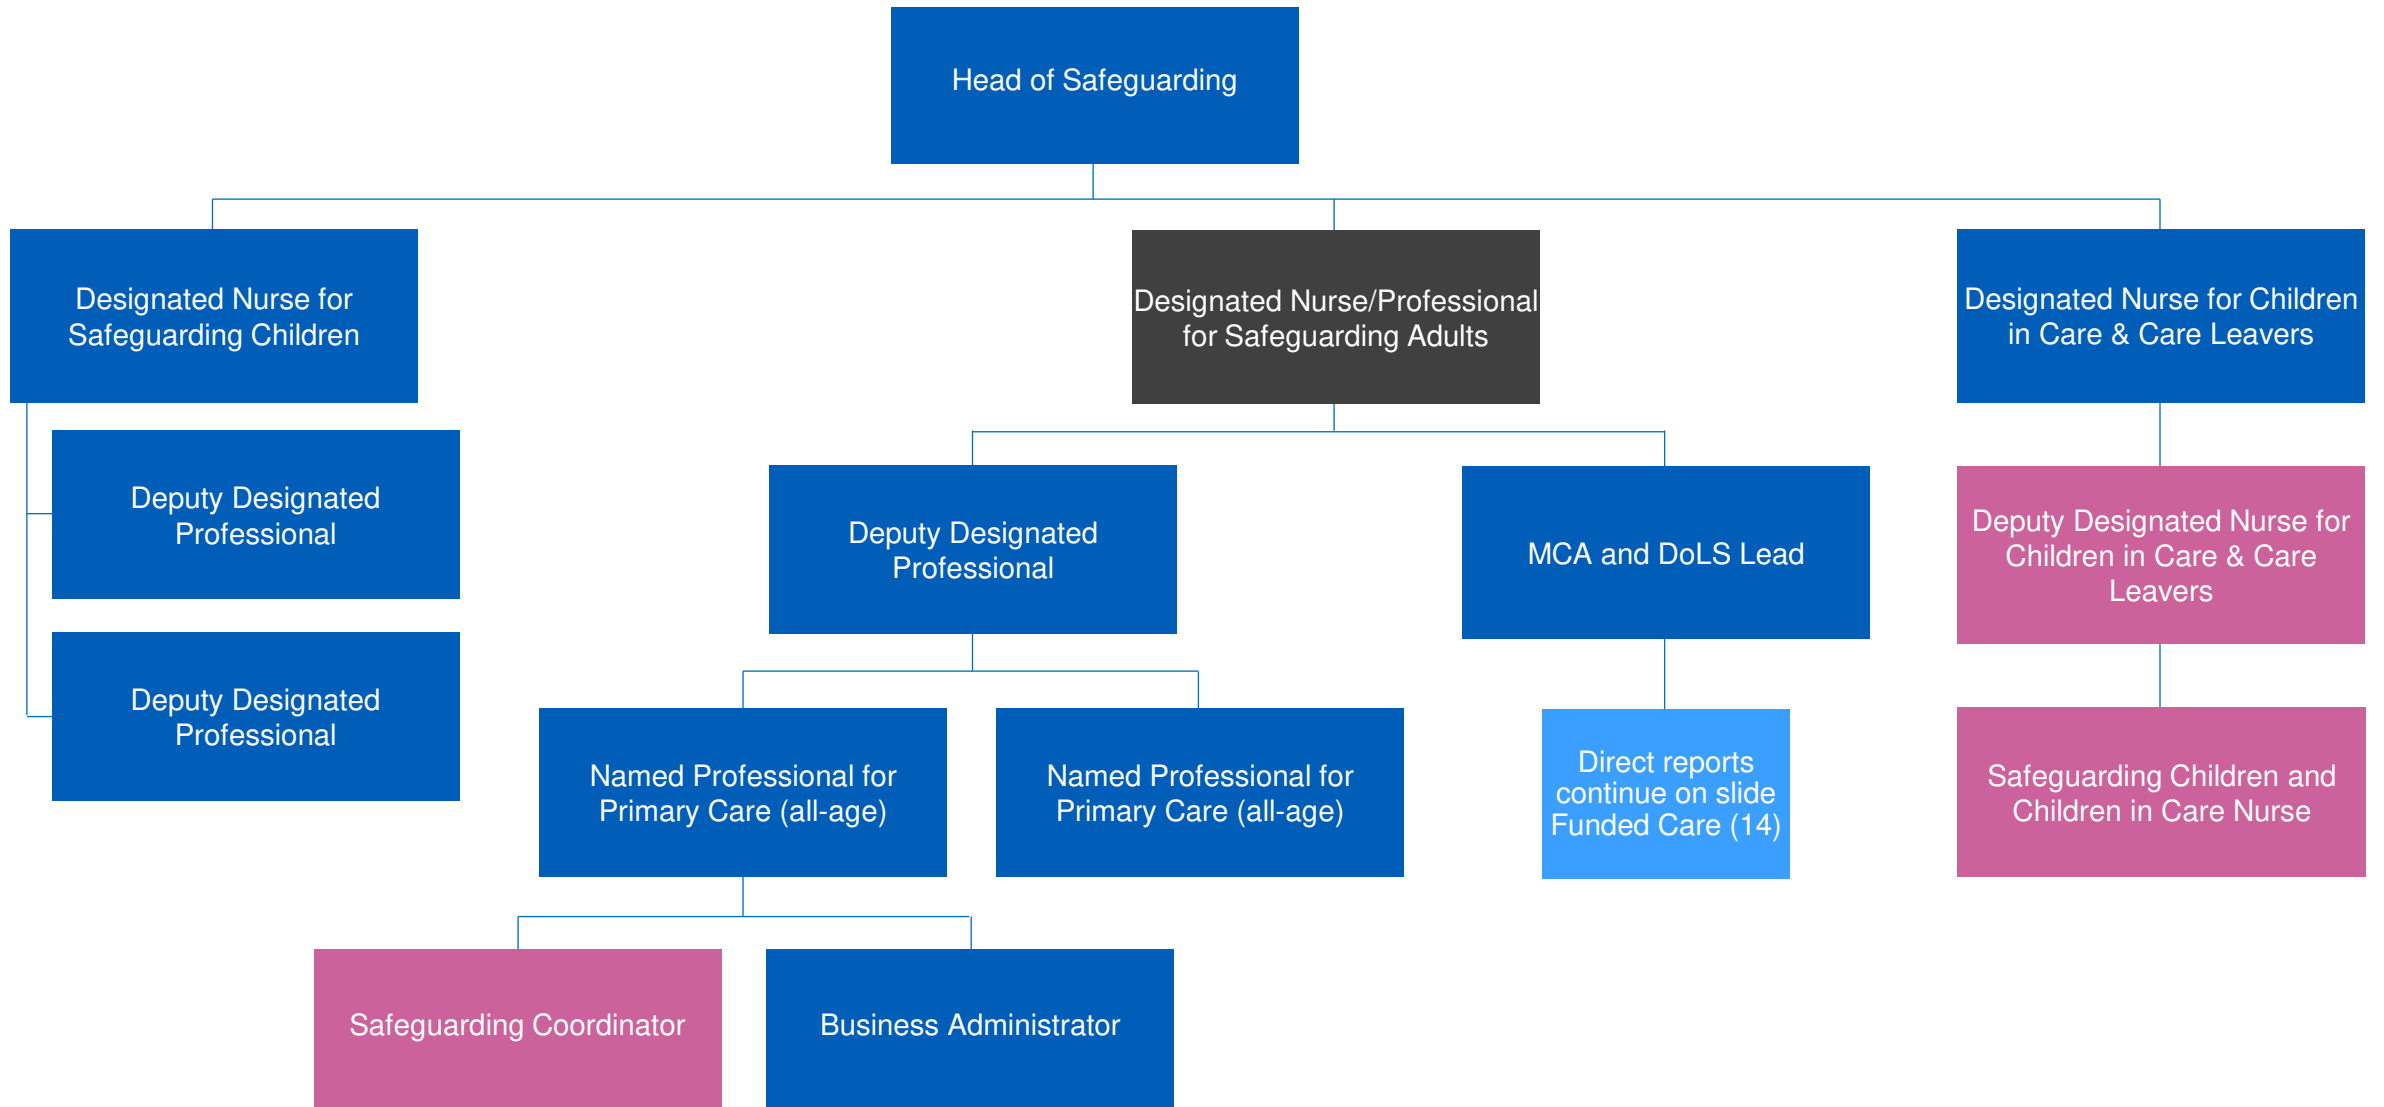 Head of Safeguarding
Designated Nurse for
Safeguarding Children
Designated Nurse/Professional
for Safeguarding Adults
Designated Nurse for Children
in Care & Care Leavers
Deputy Designated
Professional
Deputy Designated
Professional
Deputy Designated
Professional
MCA and DoLS Lead
Deputy Designated Nurse for
Children in Care & Care
Leavers
Named Professional for
Primary Care (all-age)
Named Professional for
Primary Care (all-age)
Direct reports
continue on slide
Funded Care (14)
Safeguarding Children and
Children in Care Nurse
Safeguarding Coordinator
Business Administrator